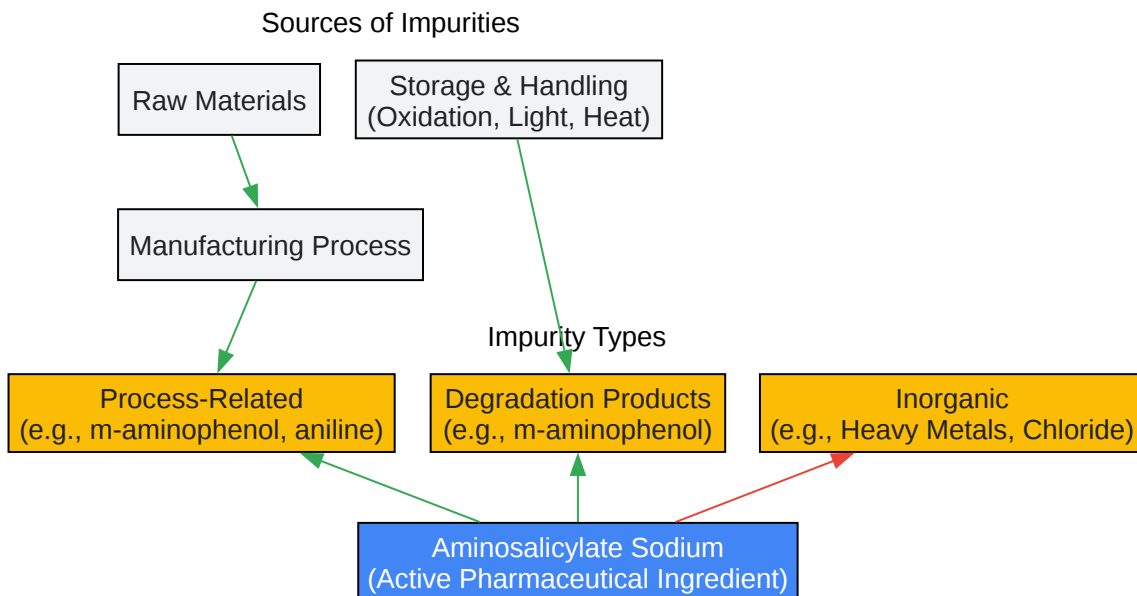 Sources of Impurities
Raw Materials
Storage & Handling
(Oxidation, Light, Heat)
Manufacturing Process
Impurity Types
Process-Related
(e.g., m-aminophenol, aniline)
Degradation Products
(e.g., m-aminophenol)
Inorganic
(e.g., Heavy Metals, Chloride)
Aminosalicylate Sodium
(Active Pharmaceutical Ingredient)